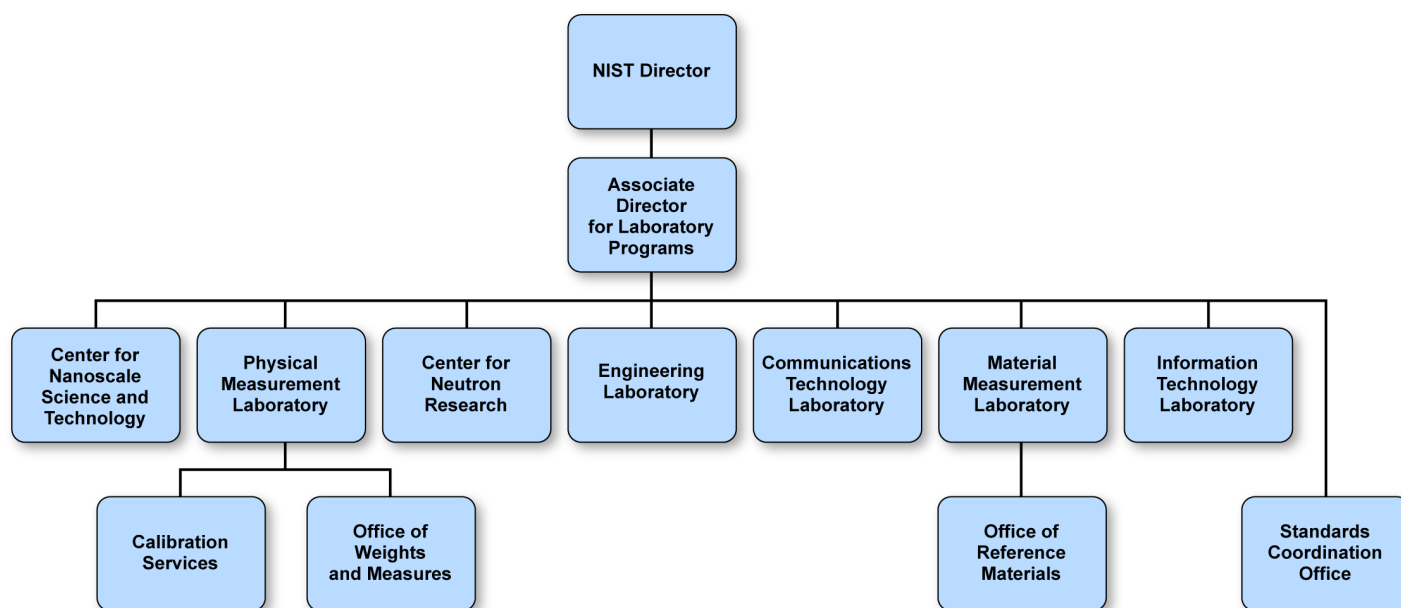 NIST Director
Associate
Director
for Laboratory
Programs
Center for
Nanoscale
Science and
Technology
Physical
Measurement
Laboratory
Center for
Neutron
Research
Engineering
Laboratory
Communications
Technology
Laboratory
Material
Measurement
Laboratory
Information
Technology
Laboratory
Calibration
Services
Office of
Weights
and Measures
Office of
Reference
Materials
Standards
Coordination
Office